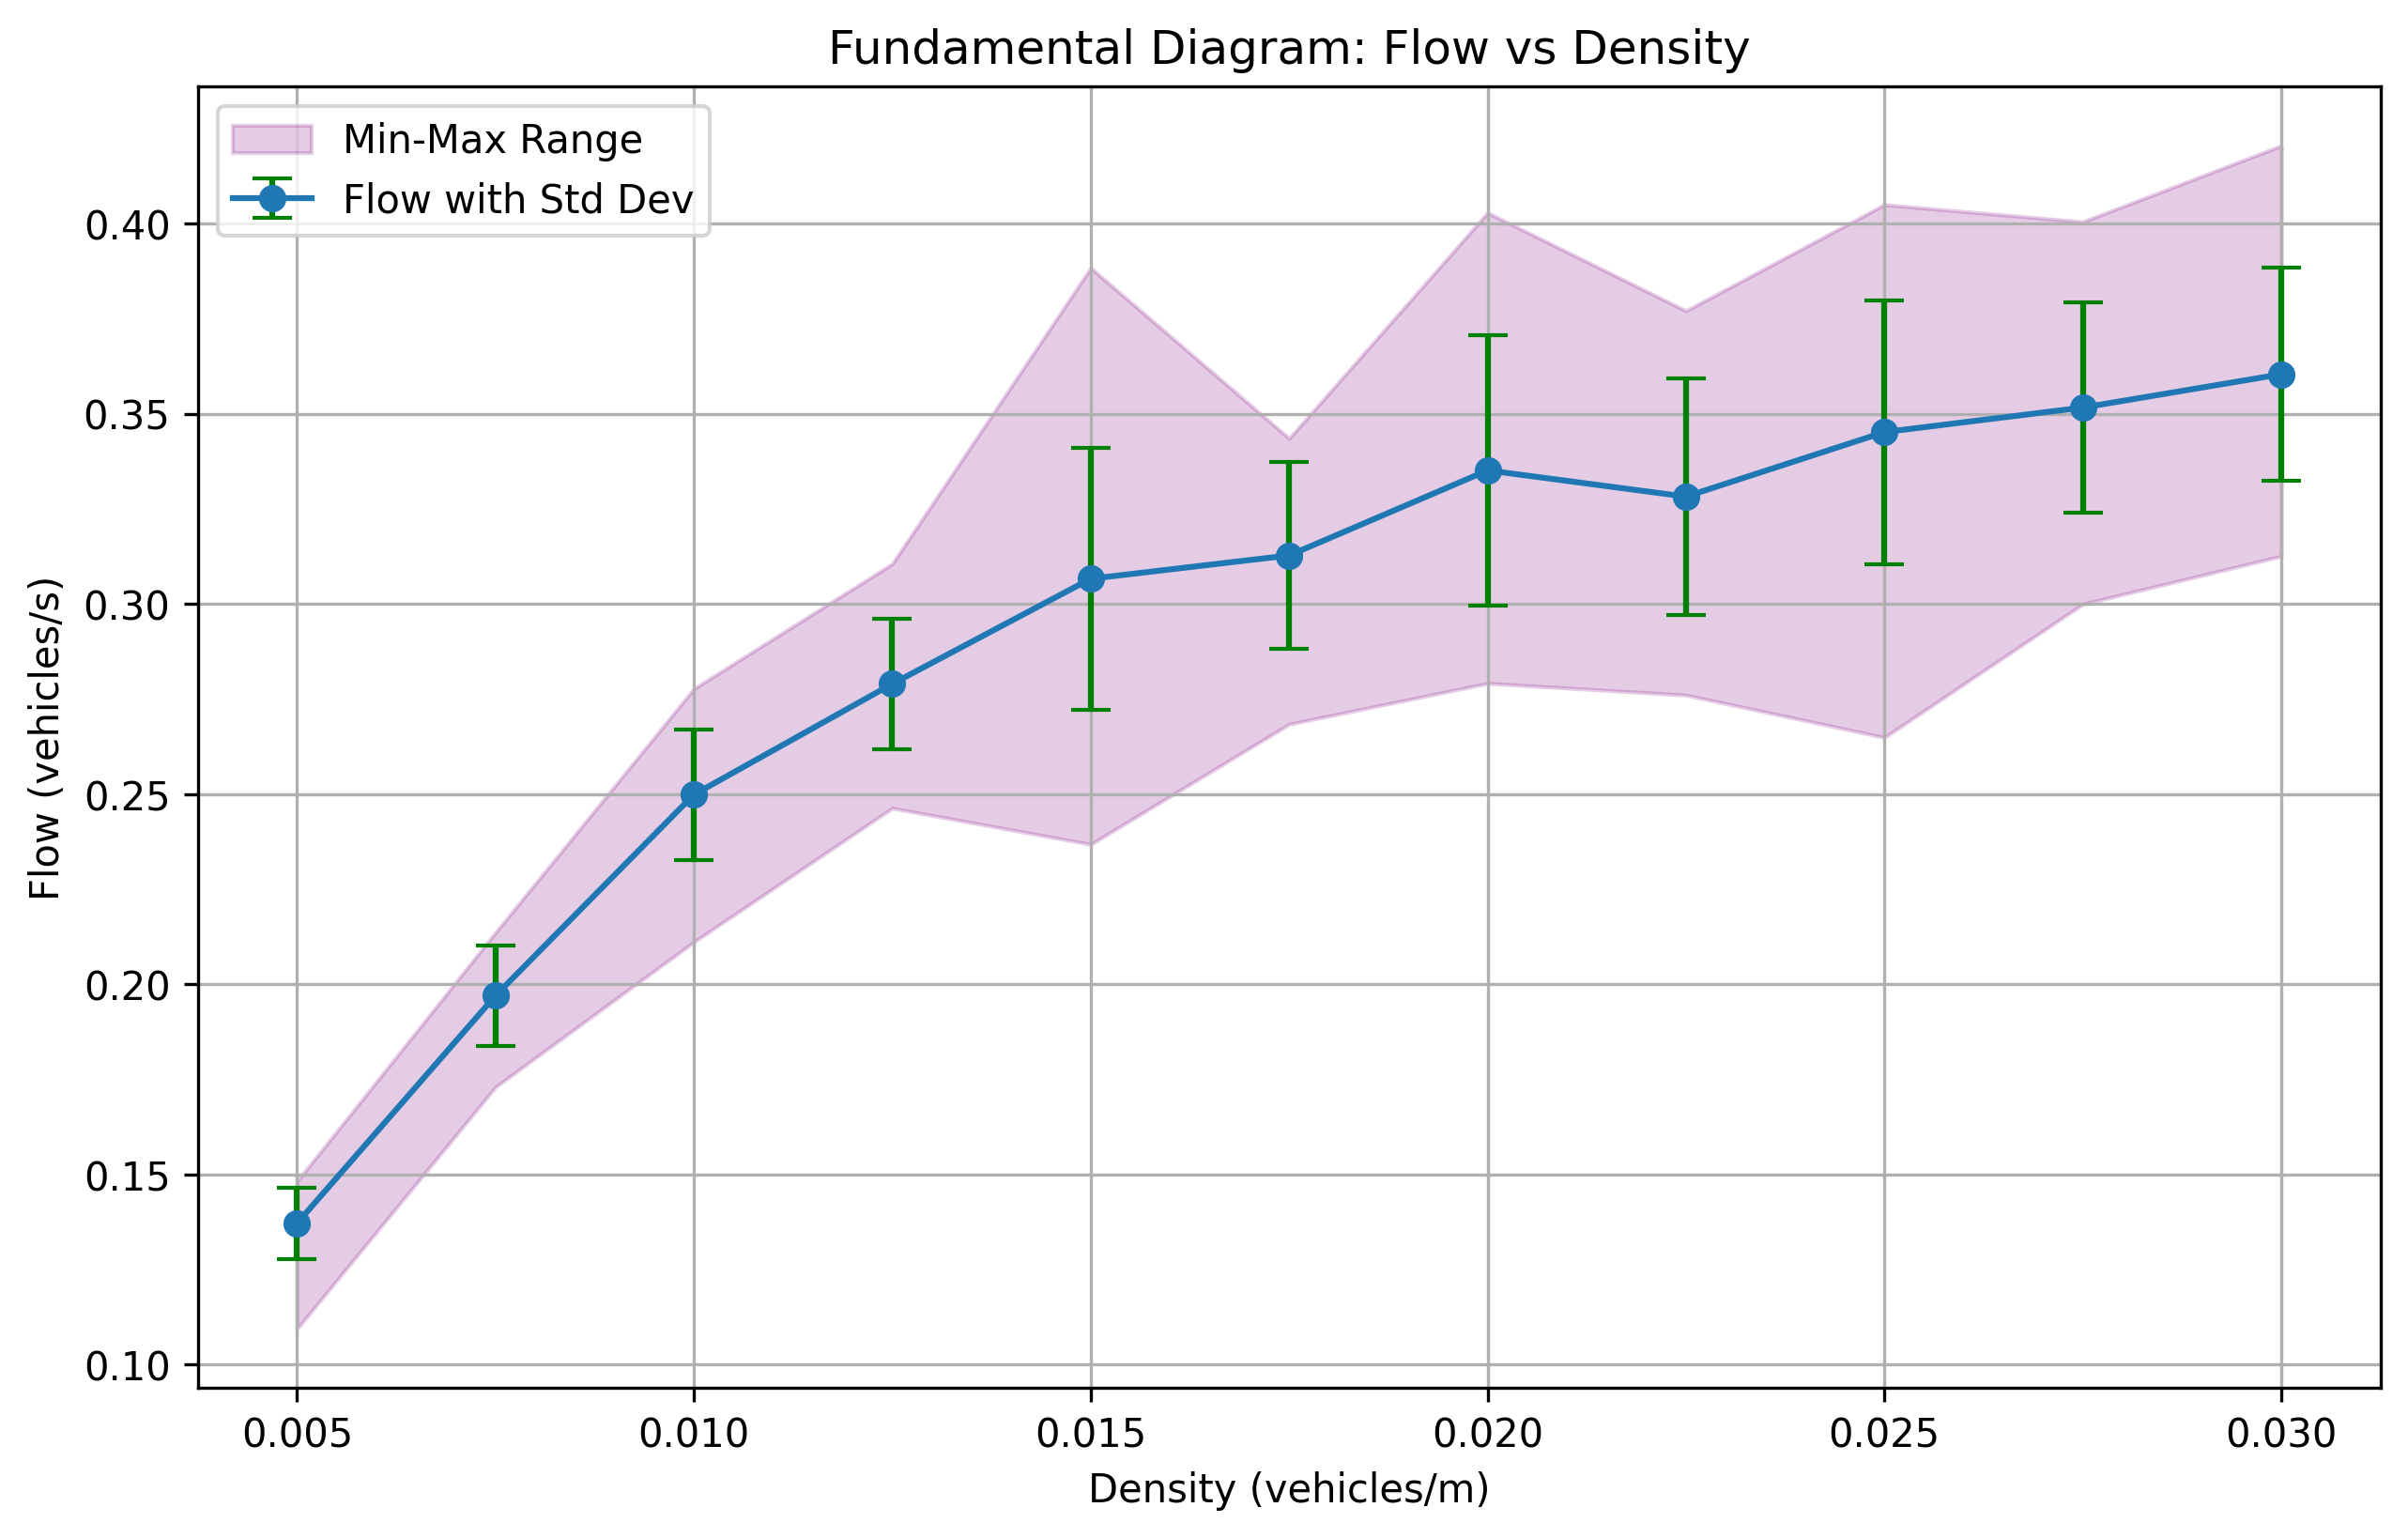 Fundamental Diagram: Flow vs Density
Min-Max Range
Flow with Std Dev
0.40
0.35
0.30
0.25
0.20
0.15
0.10
Flow (vehicles/s)
0.005 0.010 0.015 0.020 0.025 0.030
Density (vehicles/m)